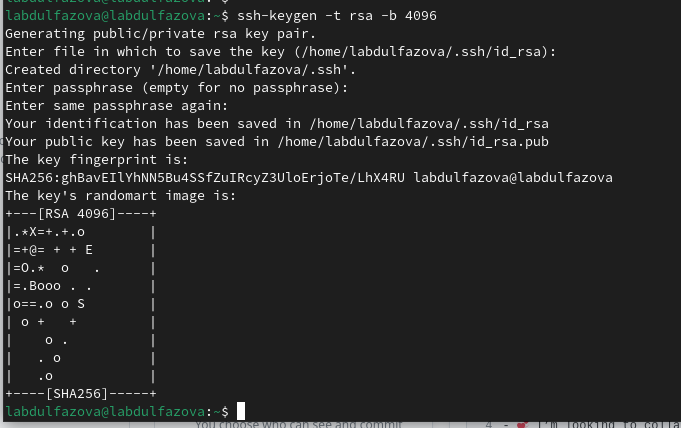 labdulfazova@labdulfazova:~$ ssh-keygen -t rsa -b 4096
Generating public/private rsa key pair.
Enter file in which to save the key (/home/labdulfazova/.ssh/id_rsa):
Created directory '/home/labdulfazova/.ssh'.
Enter passphrase (empty for no passphrase):
Enter same passphrase again:
Your identification has been saved in /home/labdulfazova/.ssh/id_rsa
Your public key has been saved in /home/labdulfazova/.ssh/id_rsa.pub
The key fingerprint is:
SHA256:ghBavEIlYhNN5Bu4SSfZuIRcyZ3UloErjoTe/LhX4RU labdulfazova@labdulfazova
The key's randomart image is:
+---[RSA 4096]----+
|.*X=+.+.o        |
|=+@= + + E       |
|=O.*  o   .      |
|=.Booo . .       |
|o==.o o S        |
| o +   +         |
|    o .          |
|   . o           |
|   .o            |
+----[SHA256]-----+
labdulfazova@labdulfazova:~$
You choose who can see and commit
4 - 💞️ I'm looking to colla